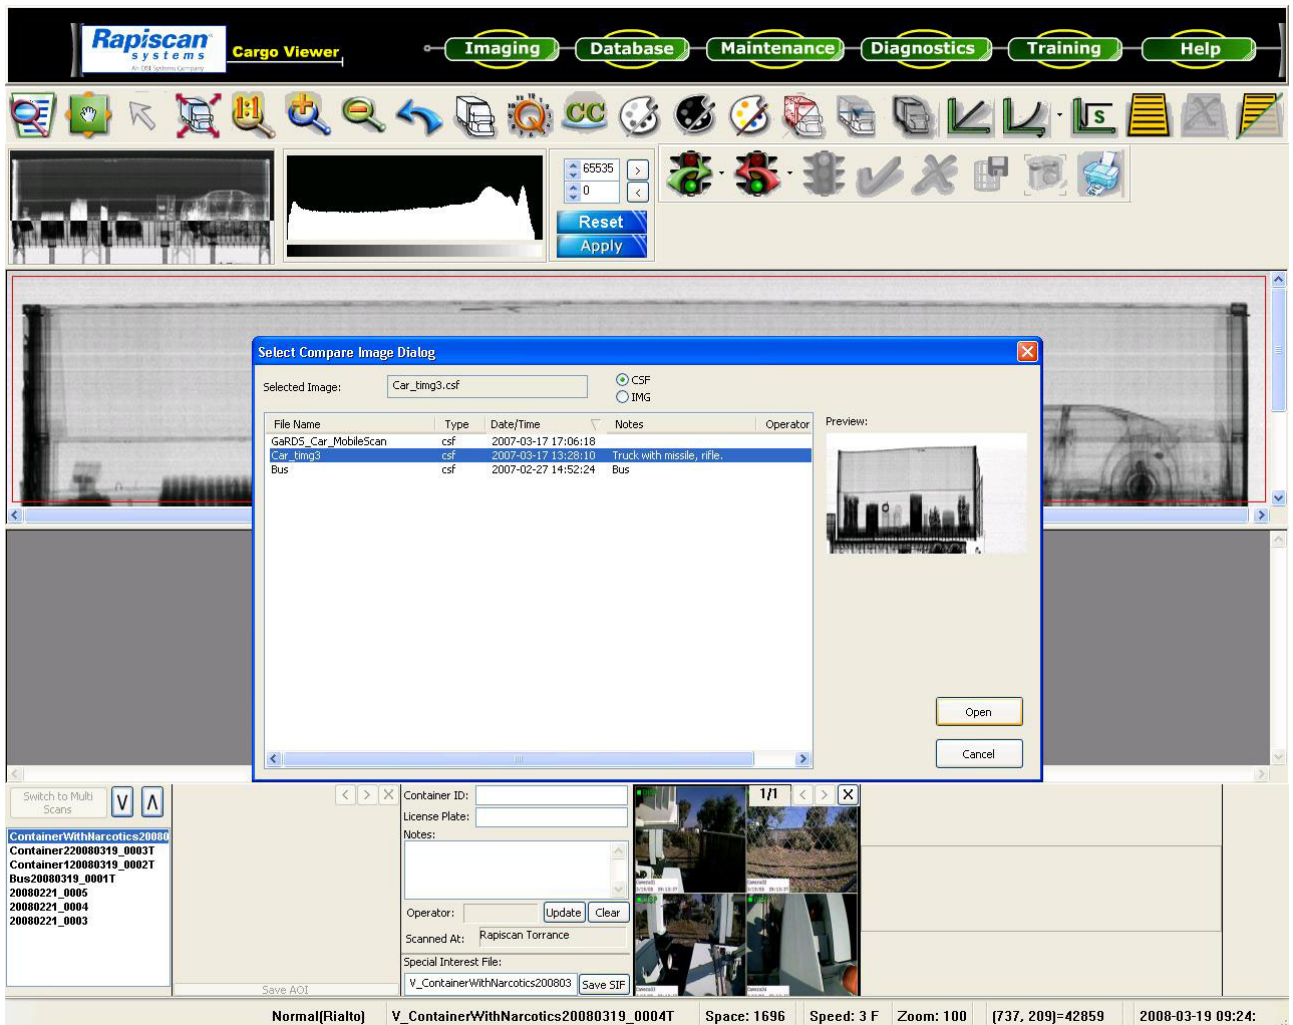 Rapiscan
systems
An OSI Systems Company
Cargo Viewer
Imaging
Database
Maintenance
Diagnostics
Training
Help
1:1
CC
S
65535
>
0
<
Reset
Apply
Select Compare Image Dialog
Selected Image:
Car_timg3.csf
CSF
IMG
File Name Type Date/Time Notes Operator
GaRDS_Car_MobileScan csf 2007-03-17 17:06:18
Car_timg3 csf 2007-03-17 13:28:10 Truck with missile, rifle.
Bus csf 2007-02-27 14:52:24 Bus
Preview:
Open
Cancel
Switch to Multi
Scans
V
Λ
ContainerWithNarcotics20080
Container220080319_0003T
Container120080319_0002T
Bus20080319_0001T
20080221_0005
20080221_0004
20080221_0003
< > X
Save AOI
Container ID:
License Plate:
Notes:
Operator:
Update
Clear
Scanned At:
Rapiscan Torrance
Special Interest File:
V_ContainerWithNarcotics200803
Save SIF
1/1 < > X
Normal(Rialto) V_ContainerWithNarcotics20080319_0004T Space: 1696 Speed: 3 F Zoom: 100 (737, 209)=42859 2008-03-19 09:24: